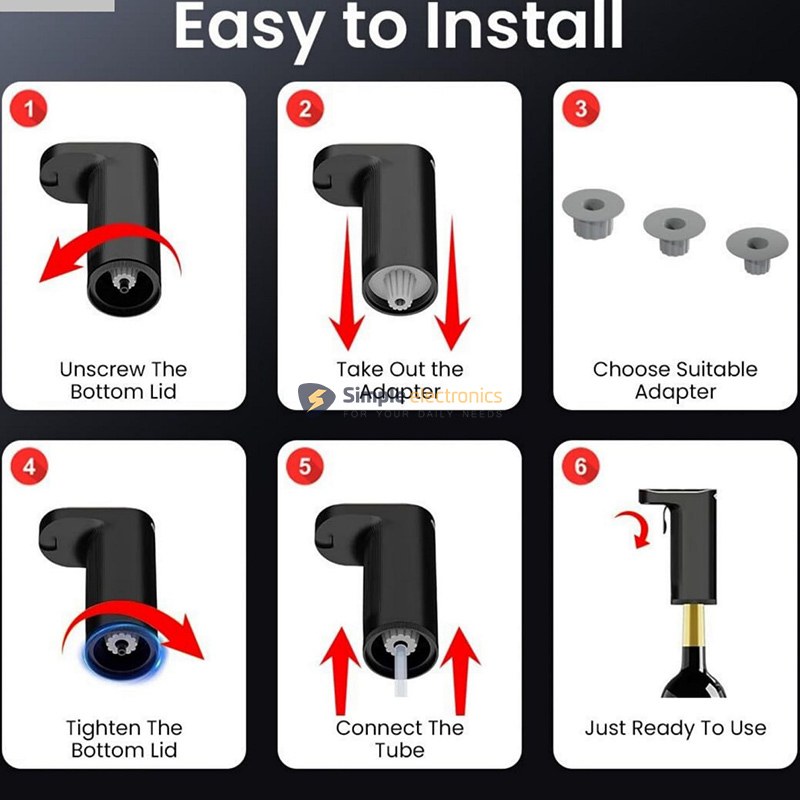 Easy to Install
1
2
3
Unscrew The
Bottom Lid
Take Out the
Adapter
Choose Suitable
Adapter
Simple electronics
FOR YOUR DAILY NEEDS
4
5
6
Tighten The
Bottom Lid
Connect The
Tube
Just Ready To Use